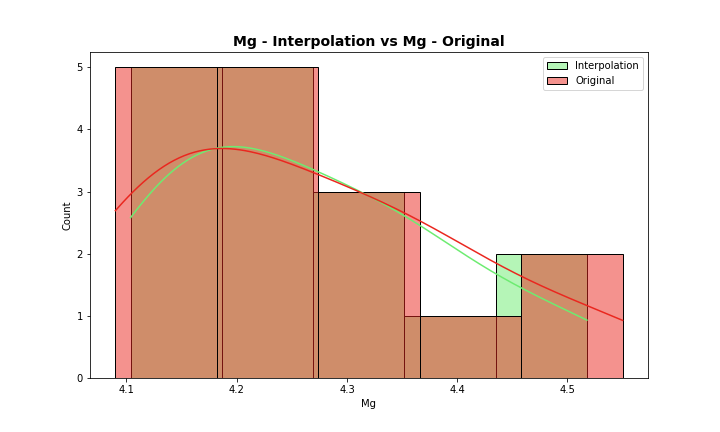 Mg - Interpolation vs Mg - Original
Interpolation
Original
5
4
3
2
1
0
Count
4.1 4.2 4.3 4.4 4.5
Mg